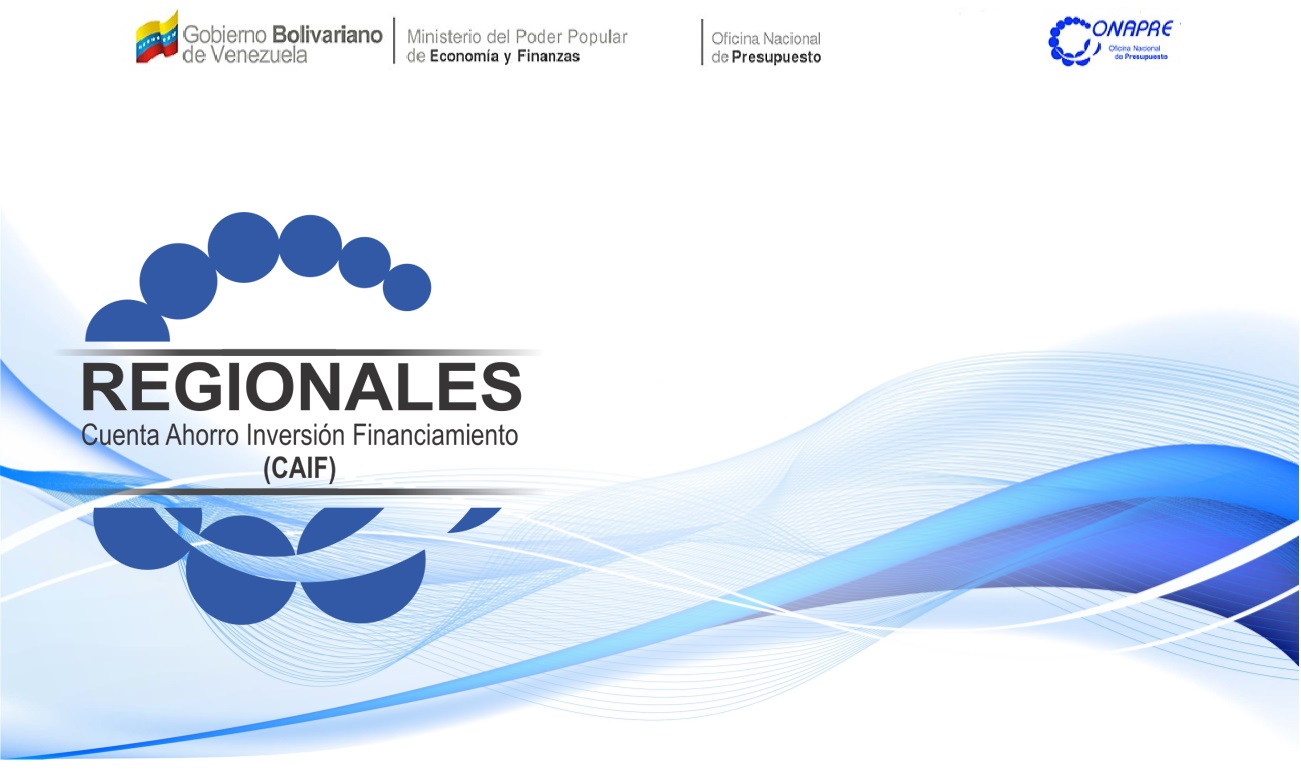 Gobierno Bolivariano
de Venezuela
Ministerio del Poder Popular
de Economía y Finanzas
Oficina Nacional
de Presupuesto
ONAPRE
Oficina Nacional
de Presupuesto
REGIONALES
Cuenta Ahorro Inversión Financiamiento
(CAIF)